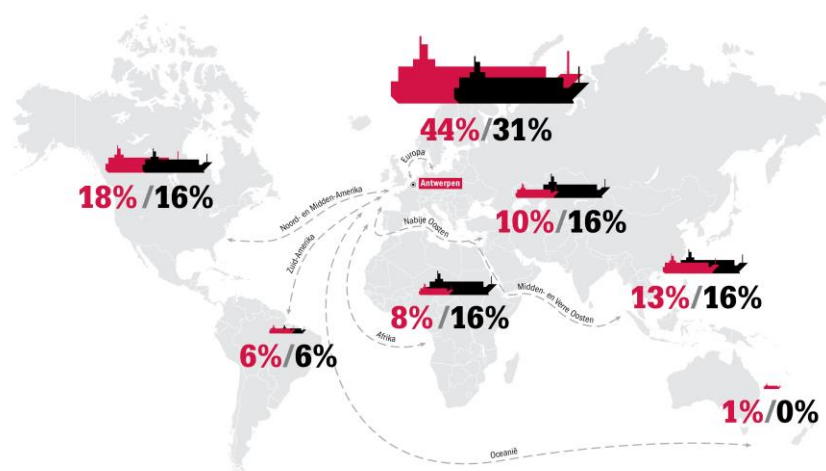 44%/31%
Europa
Antwerpen
18% /16%
Noord- en Midden-Amerika
10%/16%
Nabije Oosten
Zuid-Amerika
13%/16%
Midden- en Verre Oosten
8%/16%
Afrika
6%/6%
1%/0%
Oceanië